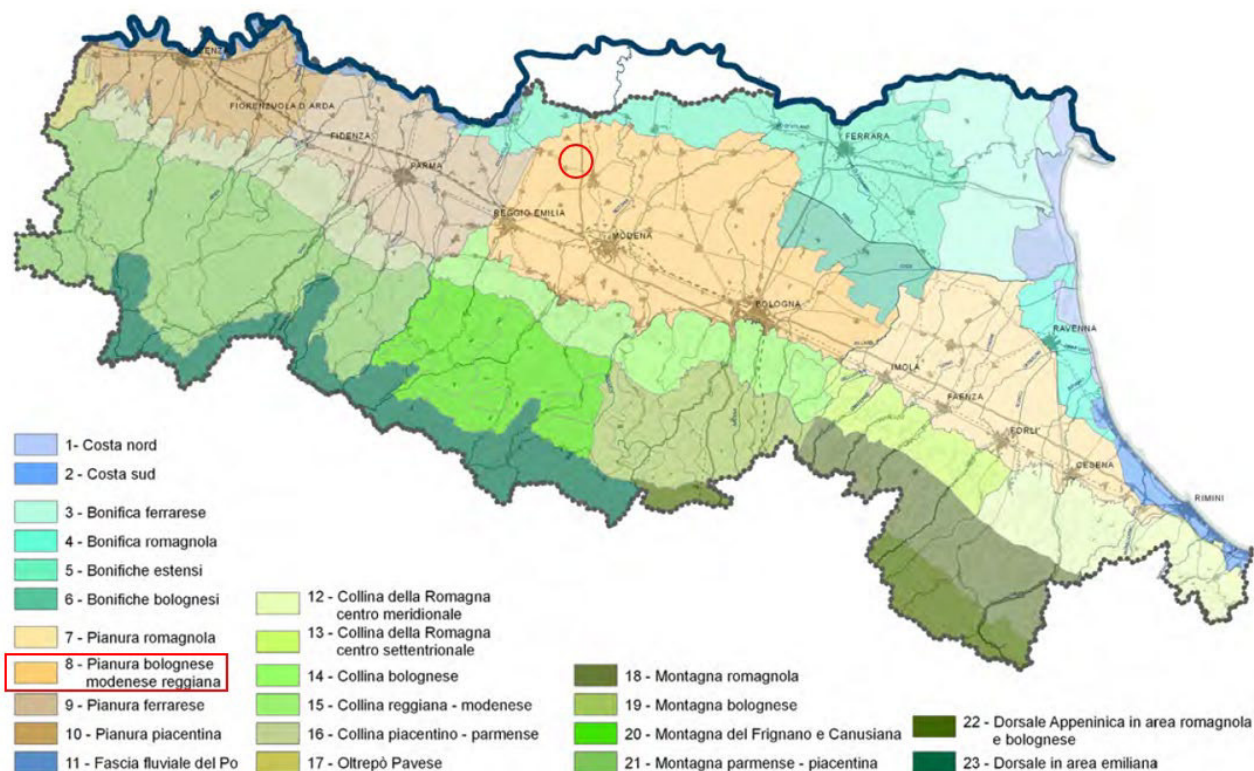 FIORENZUOLA D'ARDA
FIDENZA
PARMA
REGGIO EMILIA
MODENA
BOLOGNA
FERRARA
RAVENNA
IMOLA
FAENZA
FORLI'
CESENA
RIMINI
1- Costa nord
2 - Costa sud
3 - Bonifica ferrarese
4 - Bonifica romagnola
5 - Bonifiche estensi
6 - Bonifiche bolognesi
7 - Pianura romagnola
8 - Pianura bolognese
modenese reggiana
9 - Pianura ferrarese
10 - Pianura piacentina
11 - Fascia fluviale del Po
12 - Collina della Romagna
centro meridionale
13 - Collina della Romagna
centro settentrionale
14 - Collina bolognese
15 - Collina reggiana - modenese
16 - Collina piacentino - parmense
17 - Oltrepò Pavese
18 - Montagna romagnola
19 - Montagna bolognese
20 - Montagna del Frignano e Canusiana
21 - Montagna parmense - piacentina
22 - Dorsale Appeninica in area romagnola
e bolognese
23 - Dorsale in area emiliana